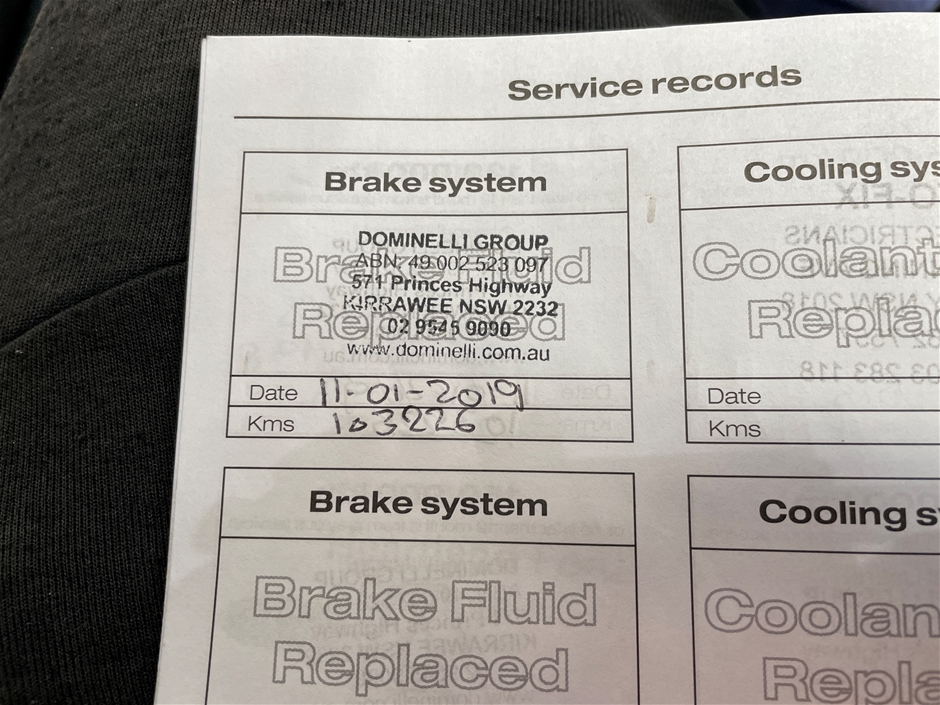 Service records
Brake system
Brake Fluid
Replaced
DOMINELLI GROUP
ABN: 49 002 523 097
571 Princes Highway
KIRRAWEE NSW 2232
02 9545 9090
www.dominelli.com.au
Date 11-01-2019
Kms 103226
Cooling sys
Coolant
Repla
Date
Kms
Brake system
Brake Fluid
Replaced
Cooling s
Coolan
Repla